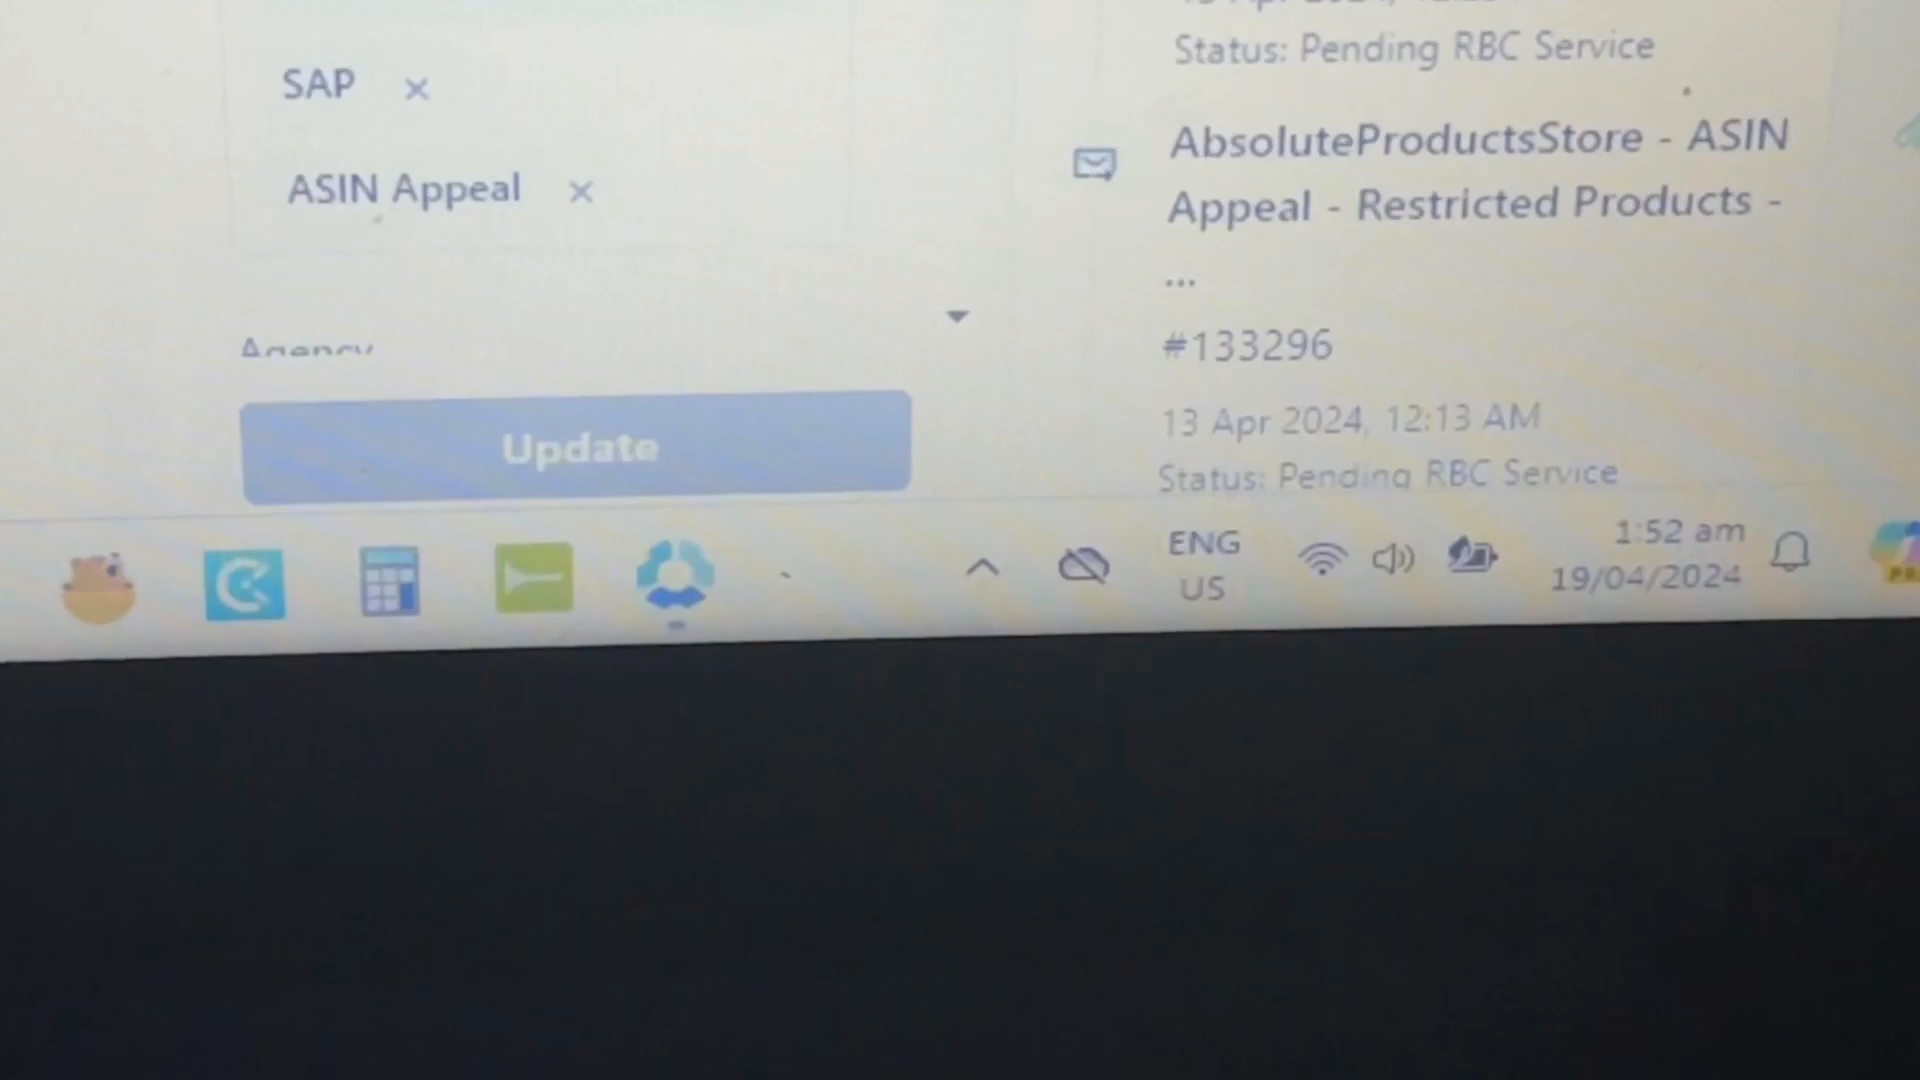 SAP ×
ASIN Appeal ×
Agency
Update
Status: Pending RBC Service
AbsoluteProductsStore - ASIN
Appeal - Restricted Products -
...
#133296
13 Apr 2024, 12:13 AM
Status: Pending RBC Service
ENG
US
1:52 am
19/04/2024